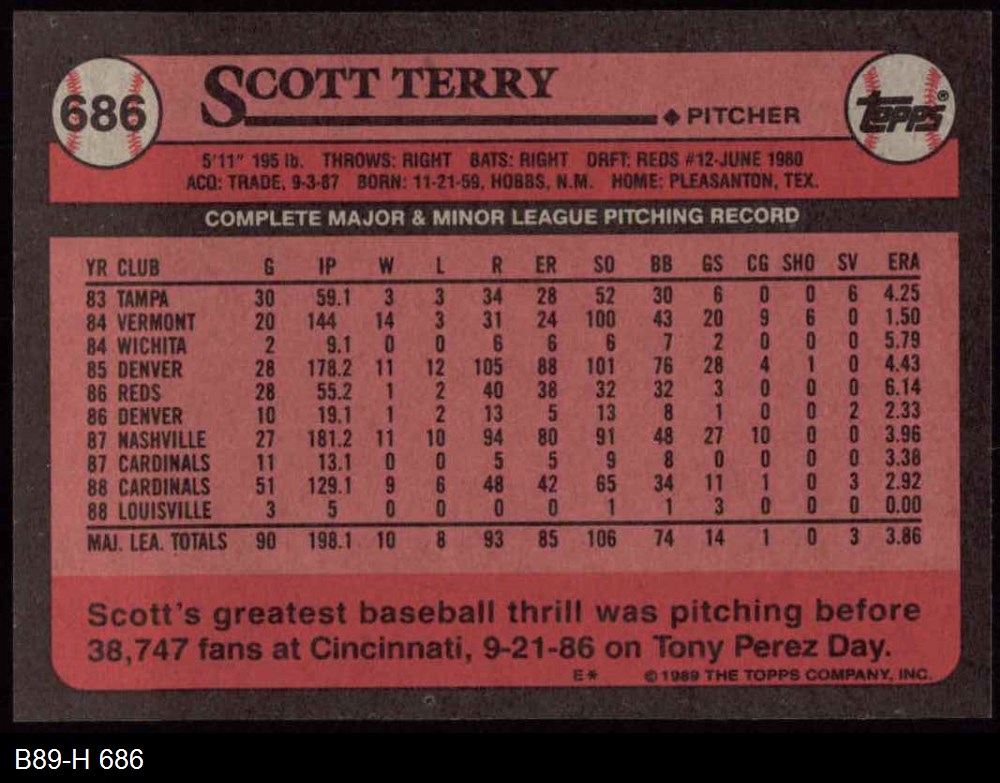 686
SCOTT TERRY
◆ PITCHER
Topps®
5'11" 195 lb. THROWS: RIGHT BATS: RIGHT DRFT: REDS #12-JUNE 1980
ACQ: TRADE, 9-3-87 BORN: 11-21-59, HOBBS, N.M. HOME: PLEASANTON, TEX.
COMPLETE MAJOR & MINOR LEAGUE PITCHING RECORD
YR CLUB G IP W L R ER SO BB GS CG SHO SV ERA
83 TAMPA 30 59.1 3 3 34 28 52 30 6 0 0 6 4.25
84 VERMONT 20 144 14 3 31 24 100 43 20 9 6 0 1.50
84 WICHITA 2 9.1 0 0 6 6 6 7 2 0 0 0 5.79
85 DENVER 28 178.2 11 12 105 88 101 76 28 4 1 0 4.43
86 REDS 28 55.2 1 2 40 38 32 32 3 0 0 0 6.14
86 DENVER 10 19.1 1 2 13 5 13 8 1 0 0 2 2.33
87 NASHVILLE 27 181.2 11 10 94 80 91 48 27 10 0 0 3.96
87 CARDINALS 11 13.1 0 0 5 5 9 8 0 0 0 0 3.38
88 CARDINALS 51 129.1 9 6 48 42 65 34 11 1 0 3 2.92
88 LOUISVILLE 3 5 0 0 0 0 1 1 3 0 0 0 0.00
MAJ. LEA. TOTALS 90 198.1 10 8 93 85 106 74 14 1 0 3 3.86
Scott's greatest baseball thrill was pitching before
38,747 fans at Cincinnati, 9-21-86 on Tony Perez Day.
E* © 1989 THE TOPPS COMPANY, INC.
B89-H 686